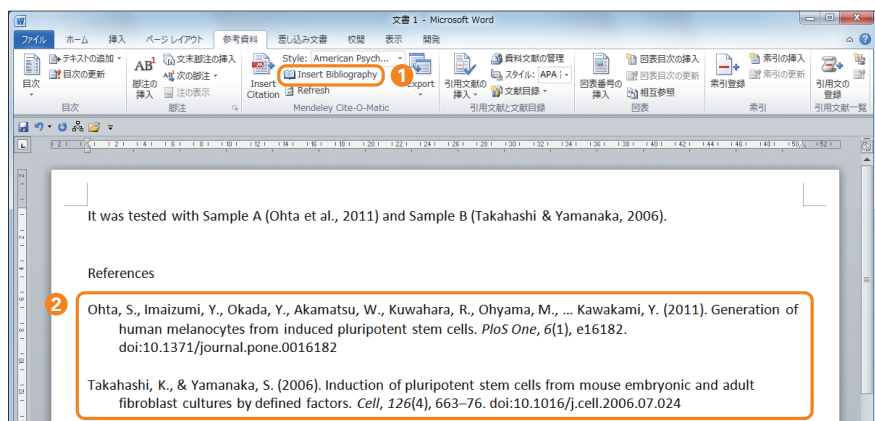 文書 1 - Microsoft Word
ファイル ホーム 挿入 ページ レイアウト 参考資料 差し込み文書 校閲 表示 開発
目次
テキストの追加
目次の更新
目次
AB1
脚注の挿入
文末脚注の挿入
次の脚注
注の表示
脚注
Insert Citation
Style: American Psych...
Insert Bibliography
Refresh
Export
Mendeley Cite-O-Matic
1
引用文献の挿入
資料文献の管理
スタイル: APA
文献目録
引用文献と文献目録
図表番号の挿入
図表目次の挿入
図表目次の更新
相互参照
図表
索引登録
索引の挿入
索引の更新
索引
引用文の登録
引用文献一覧
It was tested with Sample A (Ohta et al., 2011) and Sample B (Takahashi & Yamanaka, 2006).
References
2
Ohta, S., Imaizumi, Y., Okada, Y., Akamatsu, W., Kuwahara, R., Ohyama, M., … Kawakami, Y. (2011). Generation of
human melanocytes from induced pluripotent stem cells. PloS One, 6(1), e16182.
doi:10.1371/journal.pone.0016182
Takahashi, K., & Yamanaka, S. (2006). Induction of pluripotent stem cells from mouse embryonic and adult
fibroblast cultures by defined factors. Cell, 126(4), 663–76. doi:10.1016/j.cell.2006.07.024